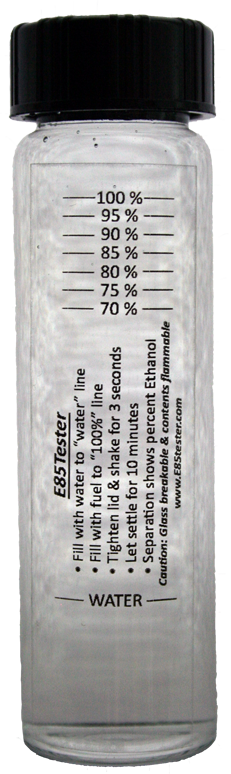 100 %
95 %
90 %
85 %
80 %
75 %
70 %
E85Tester
• Fill with water to "water" line
• Fill with fuel to "100%" line
• Tighten lid & shake for 3 seconds
• Let settle for 10 minutes
• Separation shows percent Ethanol
Caution: Glass breakable & contents flammable
www.E85tester.com
WATER